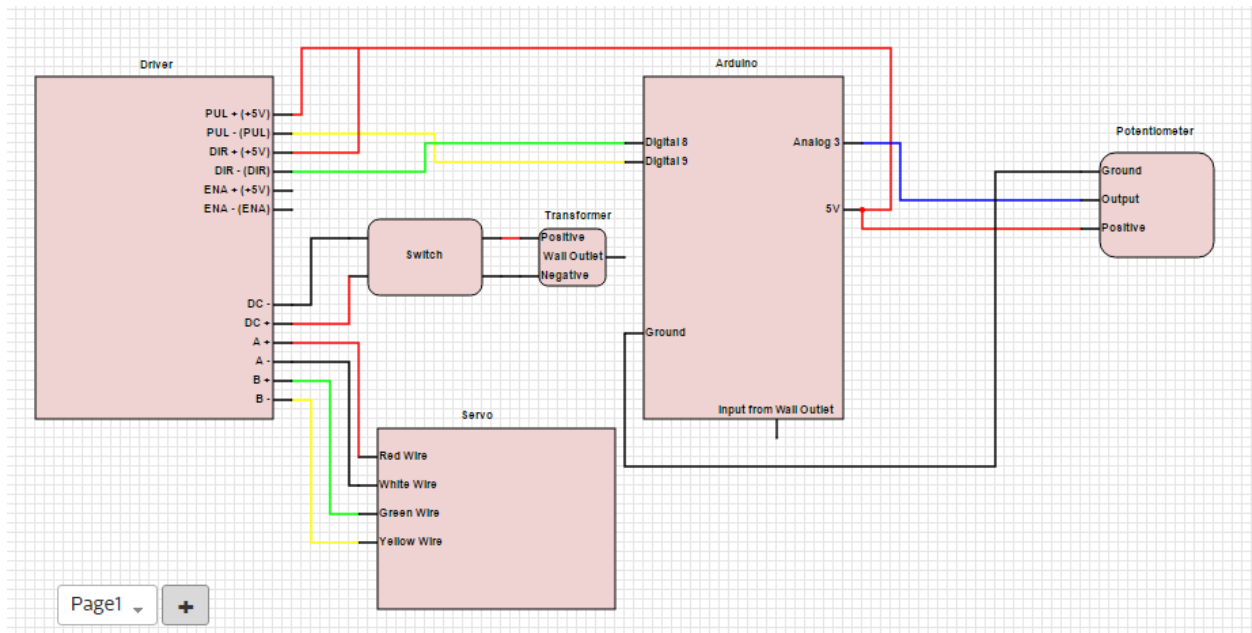 Driver
PUL + (+5V)
PUL - (PUL)
DIR + (+5V)
DIR - (DIR)
ENA + (+5V)
ENA - (ENA)
DC -
DC +
A +
A -
B +
B -
Switch
Transformer
Positive
Wall Outlet
Negative
Servo
Red Wire
White Wire
Green Wire
Yellow Wire
Arduino
Digital 8
Digital 9
Analog 3
5V
Ground
Input from Wall Outlet
Potentiometer
Ground
Output
Positive
Page1
+